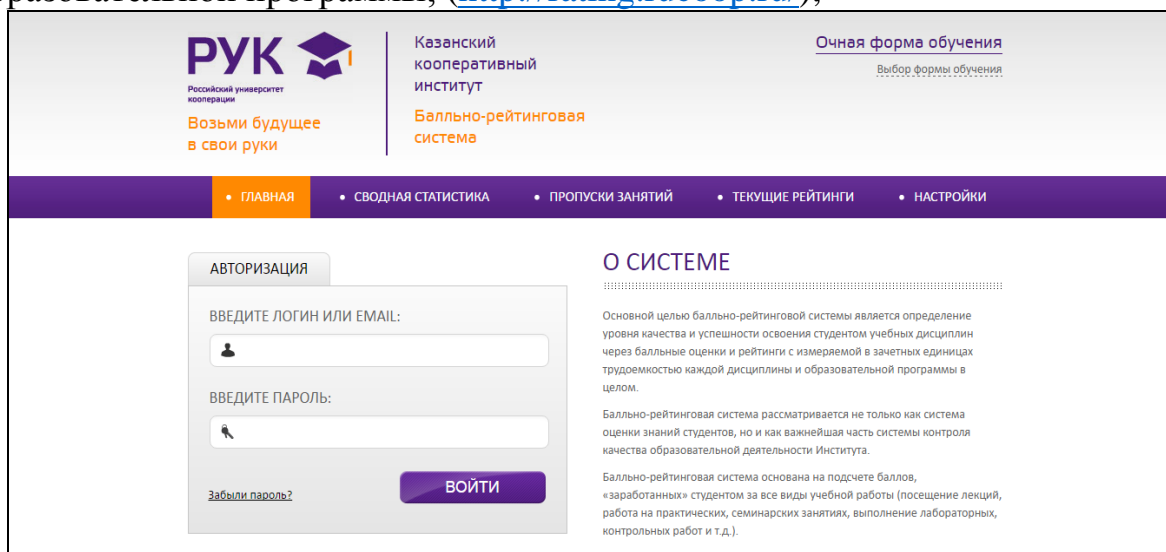 разовательной программы; (
РУК
Российский университет
кооперации
Возьми будущее
в свои руки
Казанский
кооперативный
институт
Балльно-рейтинговая
система
Очная форма обучения
Выбор формы обучения
• ГЛАВНАЯ • СВОДНАЯ СТАТИСТИКА • ПРОПУСКИ ЗАНЯТИЙ • ТЕКУЩИЕ РЕЙТИНГИ • НАСТРОЙКИ
АВТОРИЗАЦИЯ
ВВЕДИТЕ ЛОГИН ИЛИ EMAIL:
ВВЕДИТЕ ПАРОЛЬ:
Забыли пароль?
ВОЙТИ
О СИСТЕМЕ
Основной целью балльно-рейтинговой системы является определение
уровня качества и успешности освоения студентом учебных дисциплин
через балльные оценки и рейтинги с измеряемой в зачетных единицах
трудоемкостью каждой дисциплины и образовательной программы в
целом.
Балльно-рейтинговая система рассматривается не только как система
оценки знаний студентов, но и как важнейшая часть системы контроля
качества образовательной деятельности Института.
Балльно-рейтинговая система основана на подсчете баллов,
«заработанных» студентом за все виды учебной работы (посещение лекций,
работа на практических, семинарских занятиях, выполнение лабораторных,
контрольных работ и т.д.).